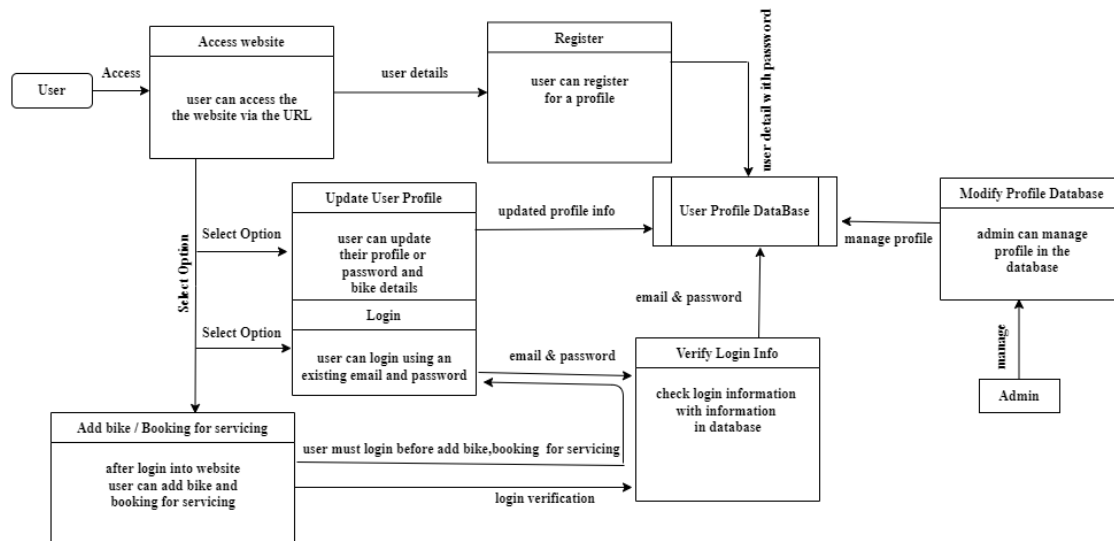 Access website
Register
user detail with password
User
Access
user can access the
the website via the URL
user details
user can register
for a profile
Update User Profile
updated profile info
User Profile DataBase
Modify Profile Database
Select Option
user can update
their profile or
password and
bike details
manage profile
admin can manage
profile in the
database
Select Option
email & password
Select Option
Login
user can login using an
existing email and password
email & password
Verify Login Info
check login information
with information
in database
manage
Admin
Add bike / Booking for servicing
after login into website
user can add bike and
booking for servicing
user must login before add bike,booking for servicing
login verification